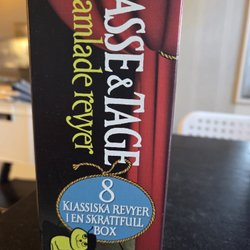 ASSE & TAGE
amlade revyer
8
KLASSISKA REVYER
I EN SKRATTFULL
BOX